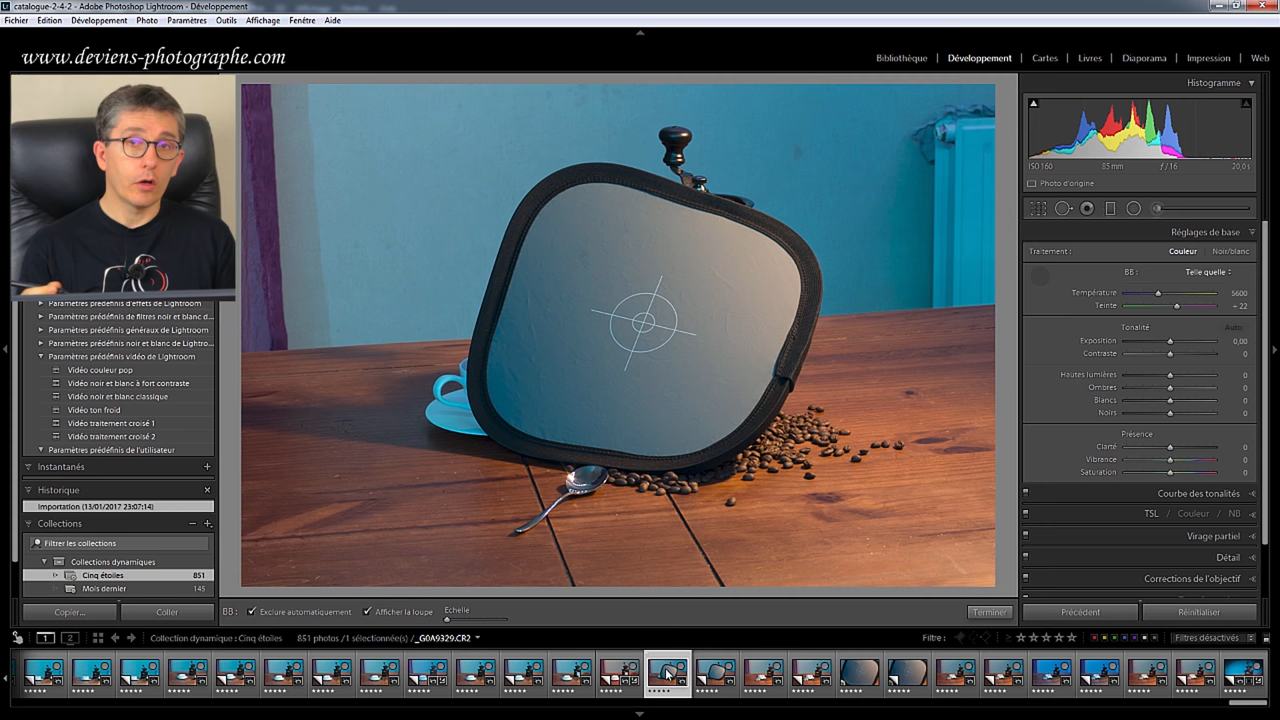 catalogue-2-4-2 - Adobe Photoshop Lightroom - Développement
Fichier Edition Développement Photo Paramètres Outils Affichage Fenêtre Aide
www.deviens-photographe.com
Bibliothèque | Développement | Cartes | Livres | Diaporama | Impression | Web
Histogramme
ISO 160 85 mm ƒ / 16 20,0 s
Photo d'origine
Réglages de base
Traitement : Couleur Noir/blanc
BB : Telle quelle
Température 5600
Teinte + 22
Tonalité Auto
Exposition 0,00
Contraste 0
Hautes lumières 0
Ombres 0
Blancs 0
Noirs 0
Présence
Clarté 0
Vibrance 0
Saturation 0
Courbe des tonalités
TSL / Couleur / NB
Virage partiel
Détail
Corrections de l'objectif
Précédent Réinitialiser
Paramètres prédéfinis d'effets de Lightroom
Paramètres prédéfinis de filtres noir et blanc d...
Paramètres prédéfinis généraux de Lightroom
Paramètres prédéfinis noir et blanc de Lightro...
Paramètres prédéfinis vidéo de Lightroom
Vidéo couleur pop
Vidéo noir et blanc à fort contraste
Vidéo noir et blanc classique
Vidéo ton froid
Vidéo traitement croisé 1
Vidéo traitement croisé 2
Paramètres prédéfinis de l'utilisateur
Instantanés +
Historique ×
Importation (13/01/2017 23:07:14)
Collections − +
Filtrer les collections
Collections dynamiques
Cinq étoiles 851
Mois dernier 145
Copier... Coller
BB : Exclure automatiquement Afficher la loupe Echelle Terminer
1 2 Collection dynamique : Cinq étoiles 851 photos /1 sélectionnée(s) /_G0A9329.CR2 Filtre : Filtres désactivés